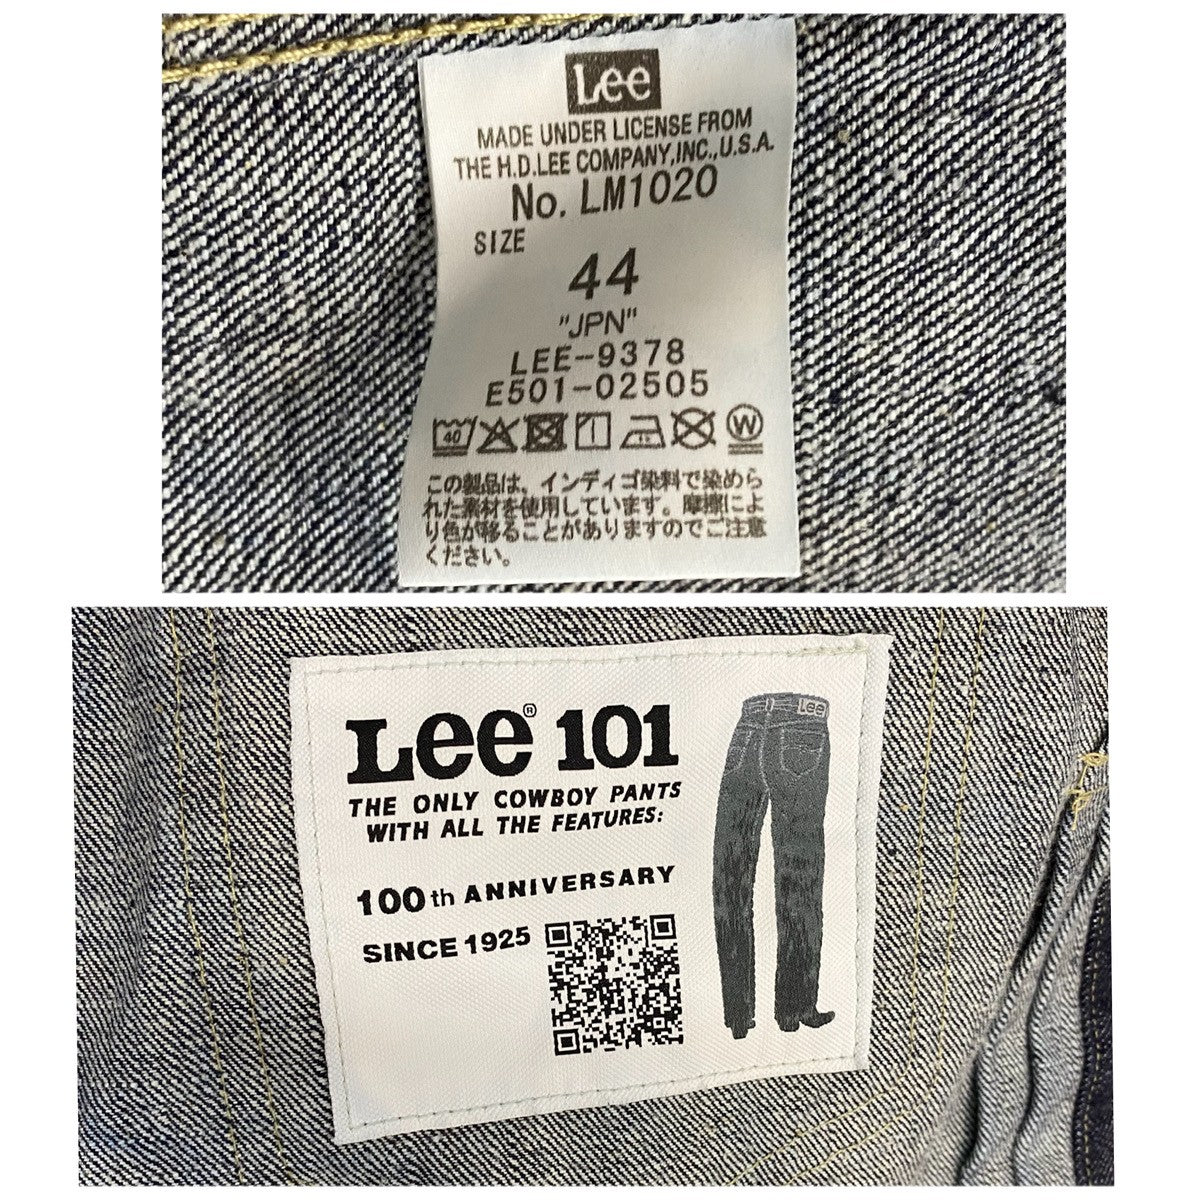 Lee
MADE UNDER LICENSE FROM
THE H.D.LEE COMPANY,INC.,U.S.A.
No. LM1020
SIZE
44
"JPN"
LEE-9378
E501-02505
40
W
この製品は、インディゴ染料で染めら
れた素材を使用しています。摩擦によ
り色が移ることがありますのでご注意
ください。
Lee® 101
THE ONLY COWBOY PANTS
WITH ALL THE FEATURES:
100th ANNIVERSARY
SINCE 1925
Lee